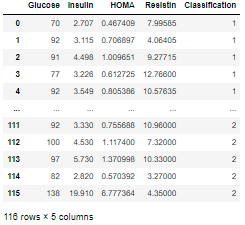 Glucose Insulin HOMA Resistin Classification
0 70 2.707 0.467409 7.99585 1
1 92 3.115 0.706897 4.06405 1
2 91 4.498 1.009651 9.27715 1
3 77 3.226 0.612725 12.76600 1
4 92 3.549 0.805386 10.57635 1
... ... ... ... ... ...
111 92 3.330 0.755688 10.96000 2
112 100 4.530 1.117400 7.32000 2
113 97 5.730 1.370998 10.33000 2
114 82 2.820 0.570392 3.27000 2
115 138 19.910 6.777364 4.35000 2
116 rows × 5 columns